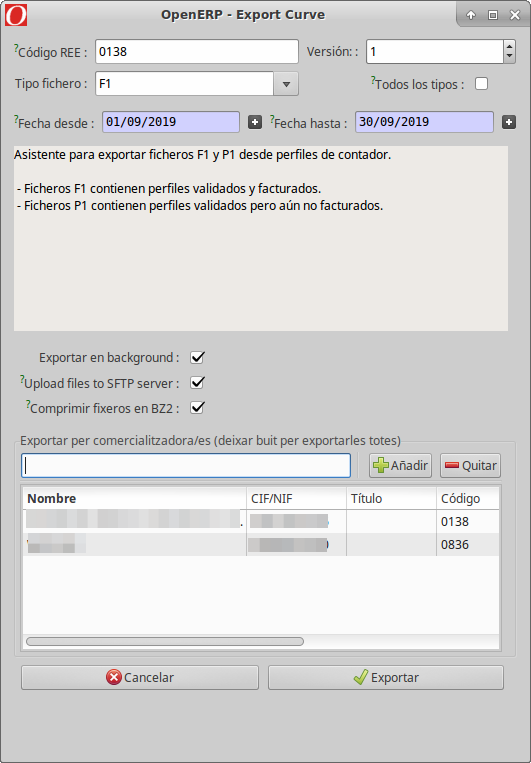 OpenERP - Export Curve
?Código REE : 0138 Versión: : 1
Tipo fichero : F1 ?Todos los tipos :
?Fecha desde : 01/09/2019 ?Fecha hasta : 30/09/2019
Asistente para exportar ficheros F1 y P1 desde perfiles de contador.
- Ficheros F1 contienen perfiles validados y facturados.
- Ficheros P1 contienen perfiles validados pero aún no facturados.
Exportar en background :
?Upload files to SFTP server :
?Comprimir fixeros en BZ2 :
Exportar per comercialitzadora/es (deixar buit per exportarles totes)
Añadir Quitar
Nombre CIF/NIF Título Código
0138
0836
Cancelar Exportar